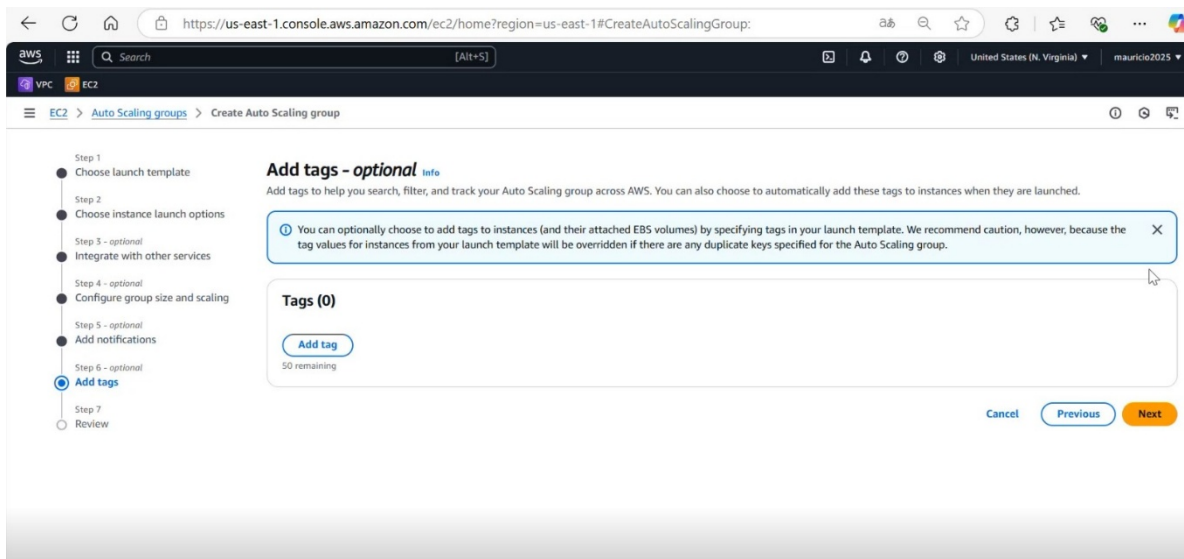 https://us-east-1.console.aws.amazon.com/ec2/home?region=us-east-1#CreateAutoScalingGroup:
aws
Search
[Alt+S]
United States (N. Virginia)
mauricio2025
VPC
EC2
EC2 > Auto Scaling groups > Create Auto Scaling group
Step 1
Choose launch template
Step 2
Choose instance launch options
Step 3 - optional
Integrate with other services
Step 4 - optional
Configure group size and scaling
Step 5 - optional
Add notifications
Step 6 - optional
Add tags
Step 7
Review
Add tags - optional Info
Add tags to help you search, filter, and track your Auto Scaling group across AWS. You can also choose to automatically add these tags to instances when they are launched.
You can optionally choose to add tags to instances (and their attached EBS volumes) by specifying tags in your launch template. We recommend caution, however, because the
tag values for instances from your launch template will be overridden if there are any duplicate keys specified for the Auto Scaling group.
Tags (0)
Add tag
50 remaining
Cancel
Previous
Next